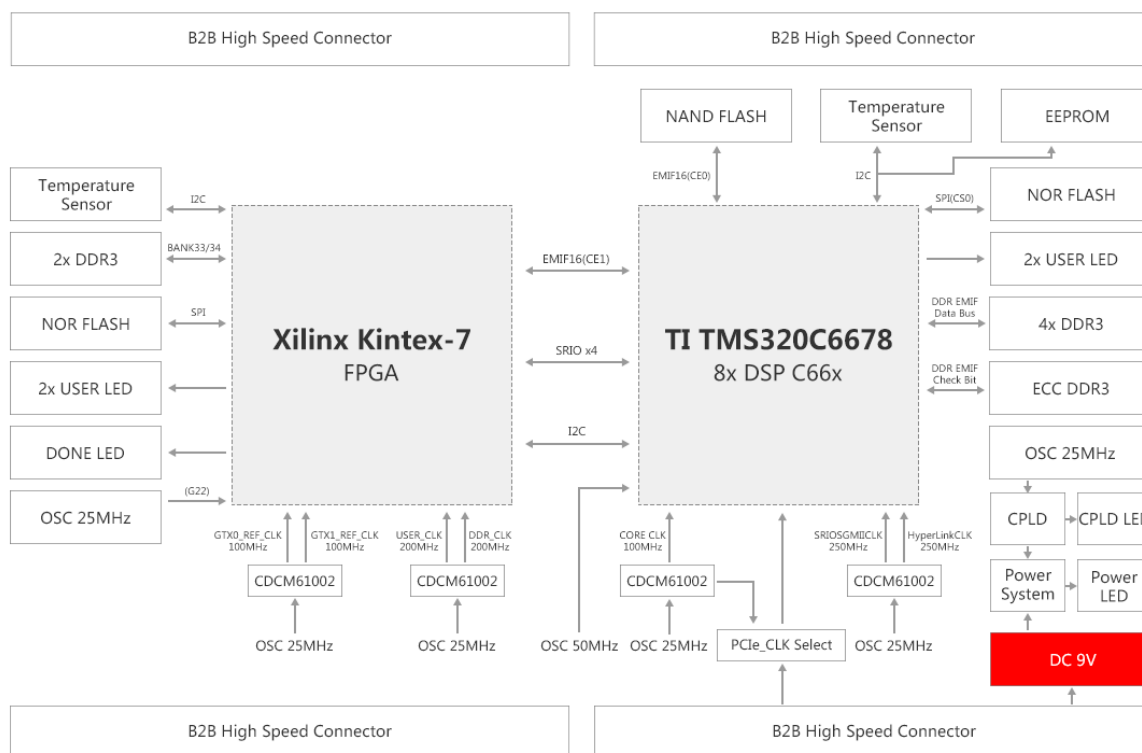 B2B High Speed Connector
B2B High Speed Connector
NAND FLASH
Temperature
Sensor
EEPROM
EMIF16(CE0)
I2C
Temperature
Sensor
I2C
SPI(CS0)
NOR FLASH
2x DDR3
BANK33/34
EMIF16(CE1)
2x USER LED
NOR FLASH
SPI
Xilinx Kintex-7
FPGA
SRIO x4
TI TMS320C6678
8x DSP C66x
DDR EMIF
Data Bus
4x DDR3
2x USER LED
DDR EMIF
Check Bit
ECC DDR3
DONE LED
I2C
OSC 25MHz
OSC 25MHz
(G22)
CPLD
CPLD LED
GTX0_REF_CLK
100MHz
GTX1_REF_CLK
100MHz
USER_CLK
200MHz
DDR_CLK
200MHz
CORE CLK
100MHz
SRIOSGMIICLK
250MHz
HyperLinkCLK
250MHz
CDCM61002
CDCM61002
CDCM61002
CDCM61002
Power
System
Power
LED
OSC 25MHz
OSC 25MHz
OSC 50MHz
OSC 25MHz
PCIe_CLK Select
OSC 25MHz
DC 9V
B2B High Speed Connector
B2B High Speed Connector